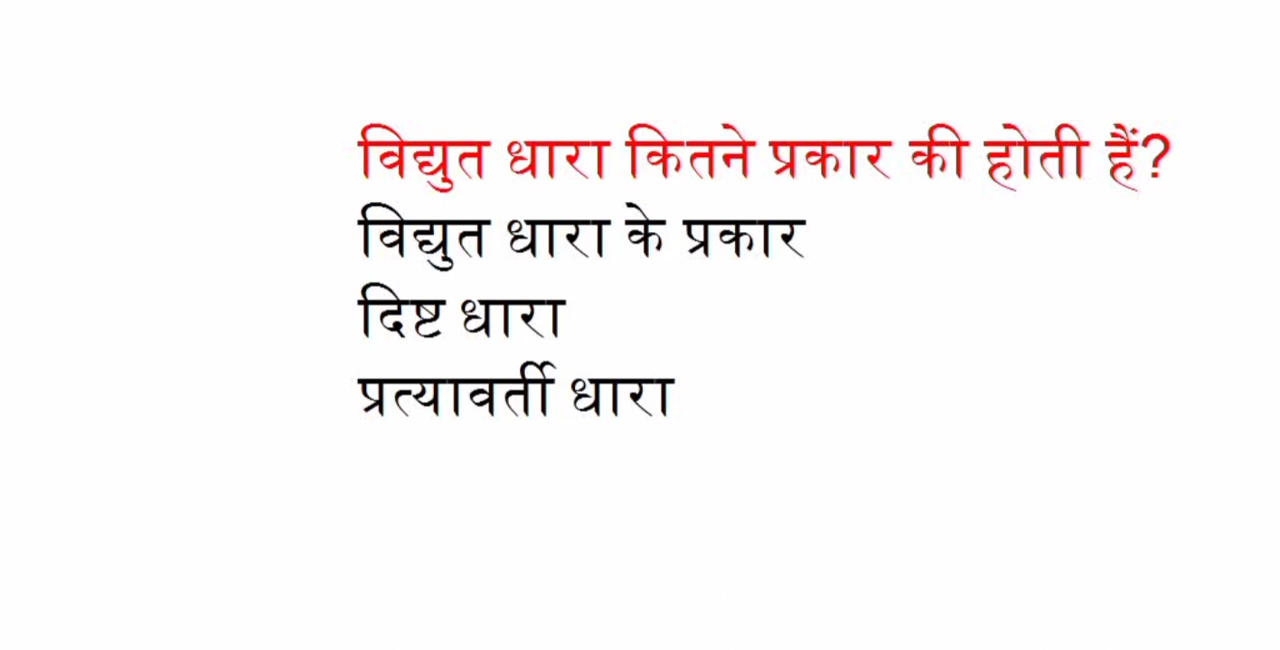 विद्युत धारा कितने प्रकार की होती हैं?
विद्युत धारा के प्रकार
दिष्ट धारा
प्रत्यावर्ती धारा